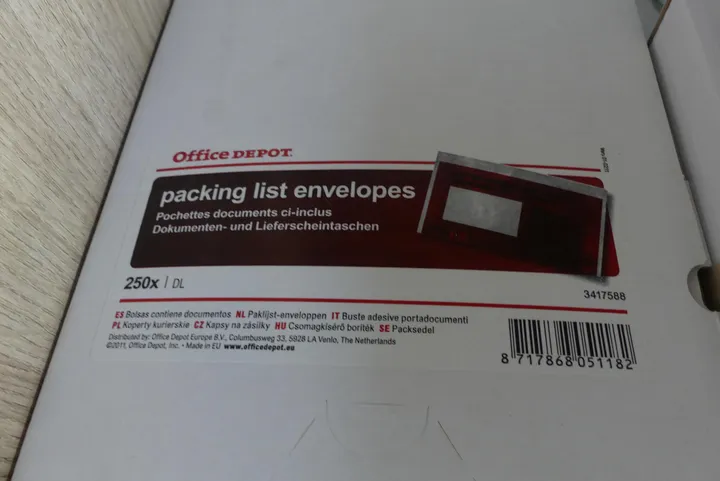 Office DEPOT.
packing list envelopes
Pochettes documents ci-inclus
Dokumenten- und Lieferscheintaschen
250x | DL
3417588
ES Bolsas contiene documentos NL Paklijst-enveloppen IT Buste adesive portadocumenti
PL Koperty kurierskie CZ Kapsy na zásilky HU Csomagkísérő boríték SE Packsedel
Distributed by: Office Depot Europe B.V., Columbusweg 33, 5928 LA Venlo, The Netherlands
©2011, Office Depot, Inc. • Made in EU www.officedepot.eu
8 717868 051182